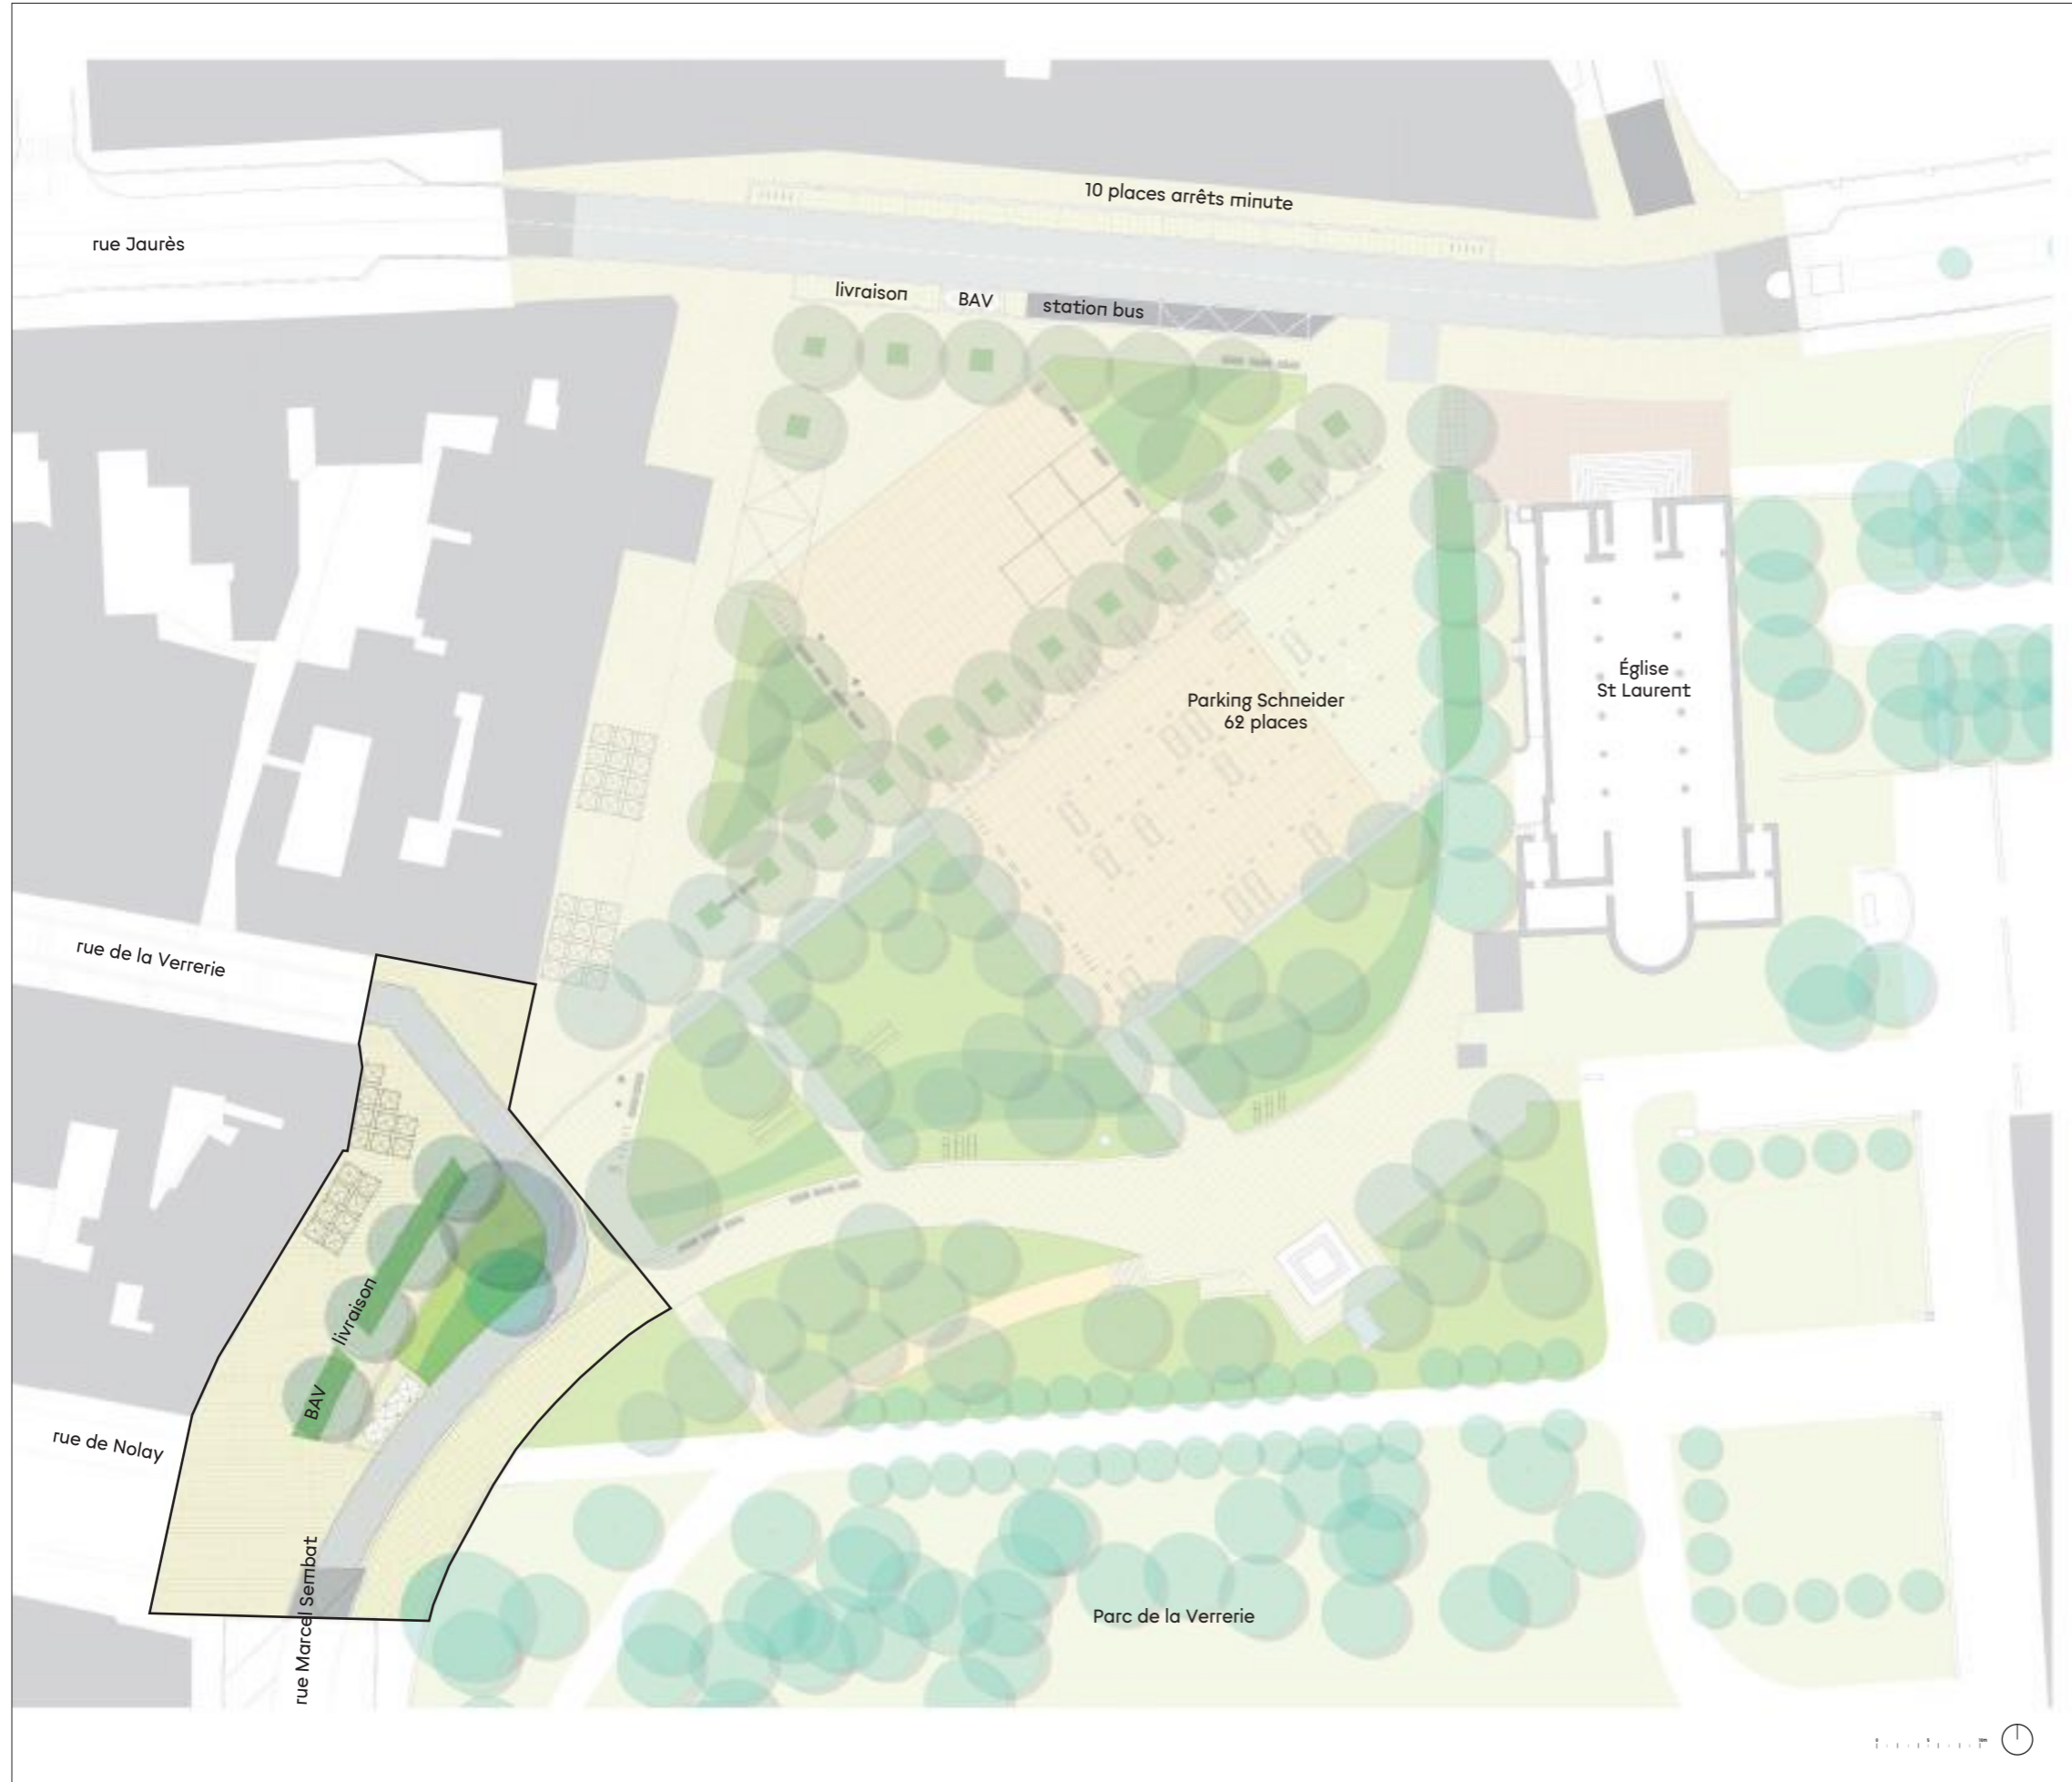 10 places arrêts minute
rue Jaurès
livraison
BAV
station bus
Église
St Laurent
Parking Schneider
62 places
rue de la Verrerie
livraison
BAV
rue de Nolay
rue Marcel Sembat
Parc de la Verrerie